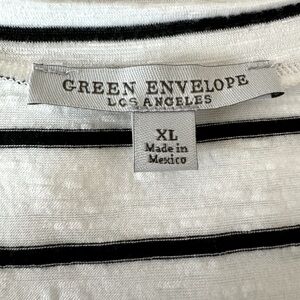 GREEN ENVELOPE
LOS ANGELES
XL
Made in
Mexico